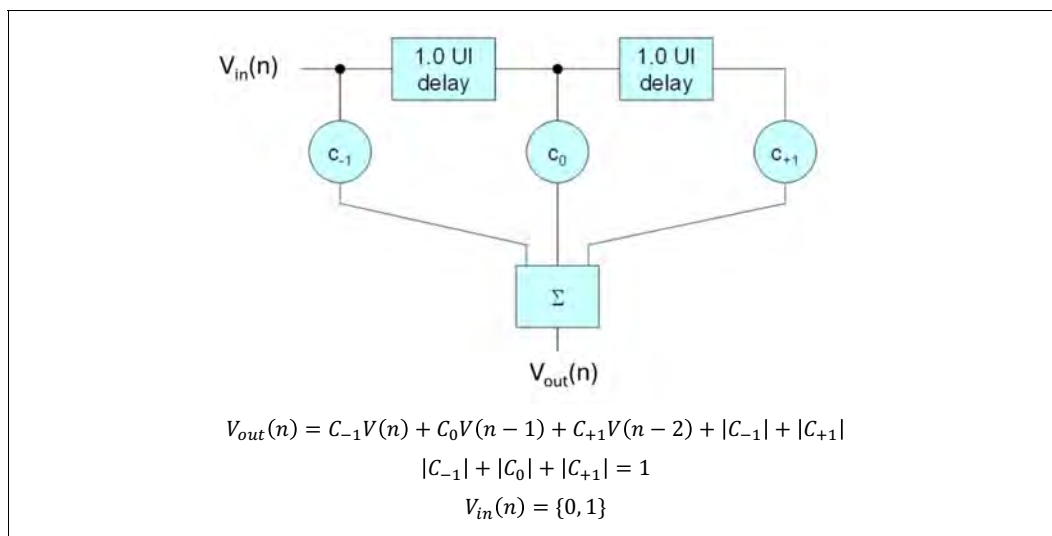 V_in(n)
1.0 UI
delay
1.0 UI
delay
c_-1
c_0
c_+1
Σ
V_out(n)
V_out(n) = C_−1V(n) + C_0V(n − 1) + C_+1V(n − 2) + |C_−1| + |C_+1|
|C_−1| + |C_0| + |C_+1| = 1
V_in(n) = {0, 1}